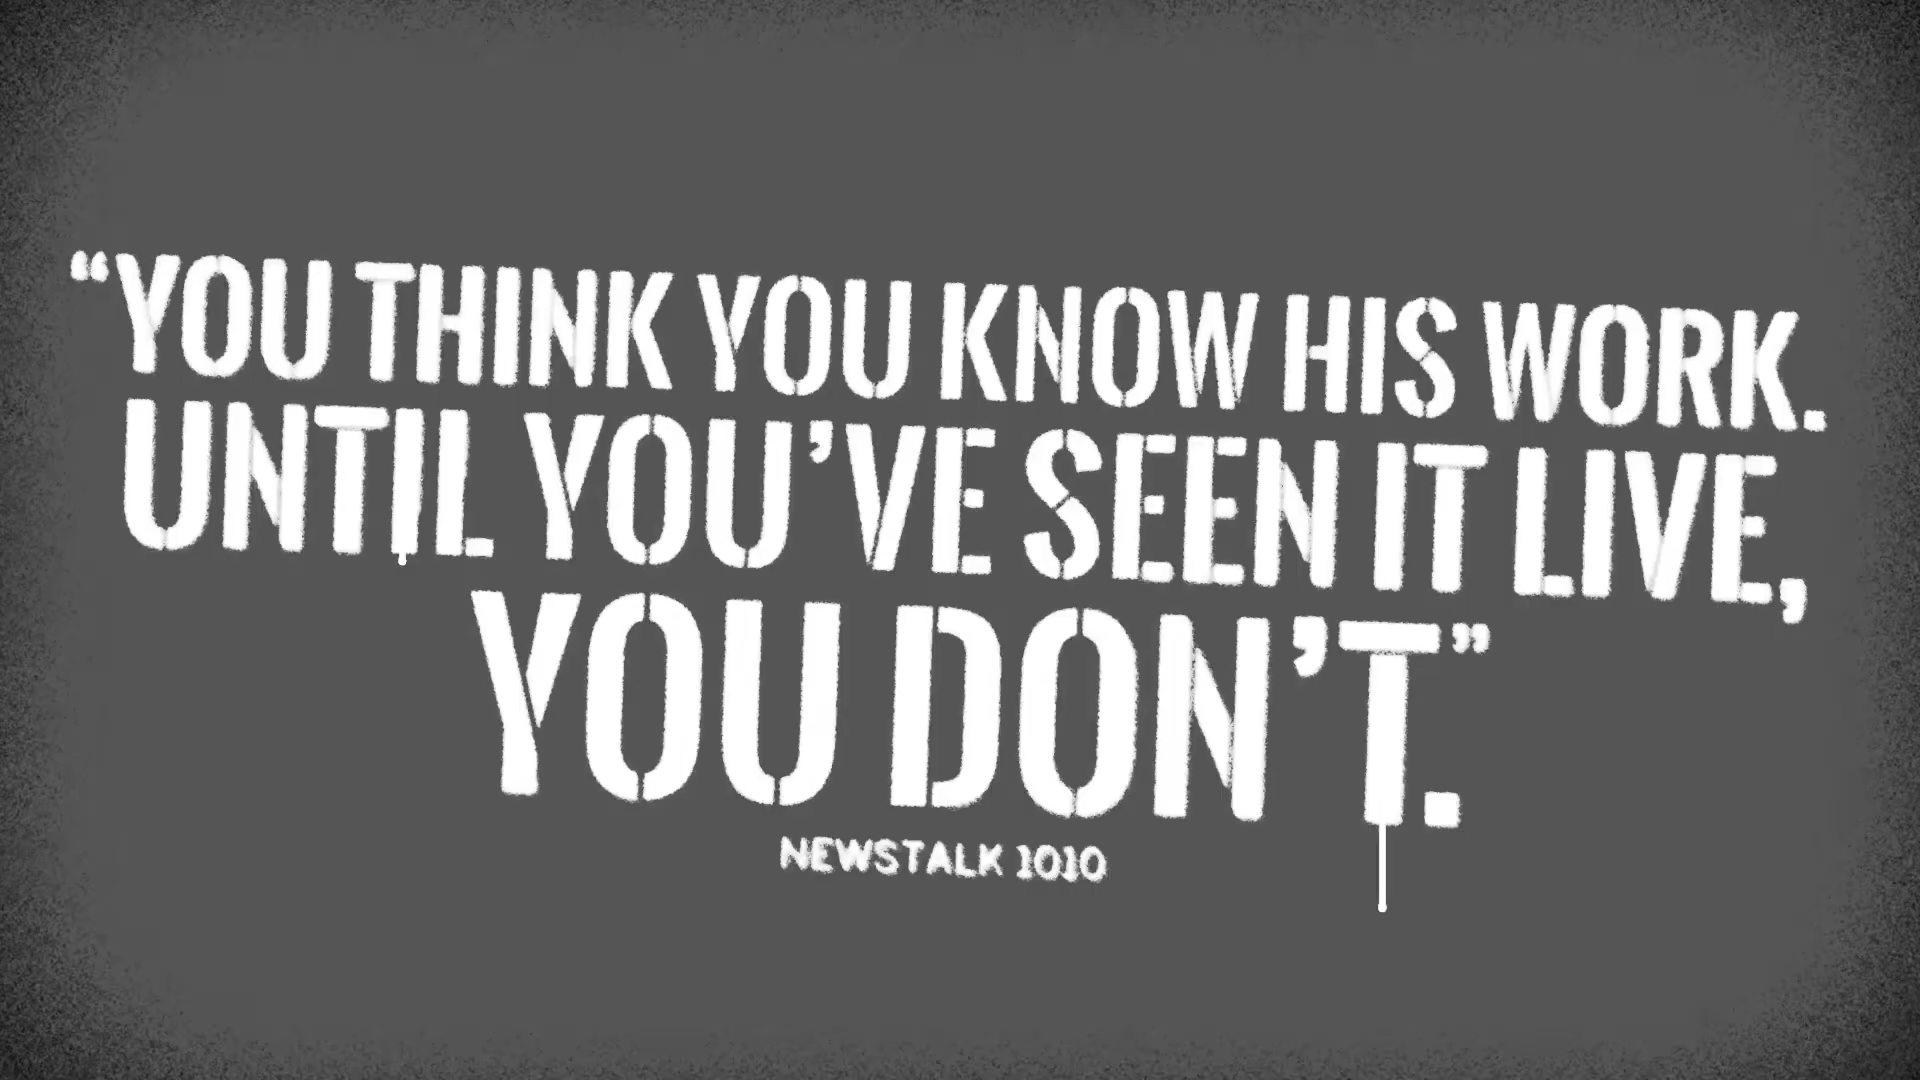 “YOU THINK YOU KNOW HIS WORK.
UNTIL YOU’VE SEEN IT LIVE,
YOU DON’T.”
NEWSTALK 1010